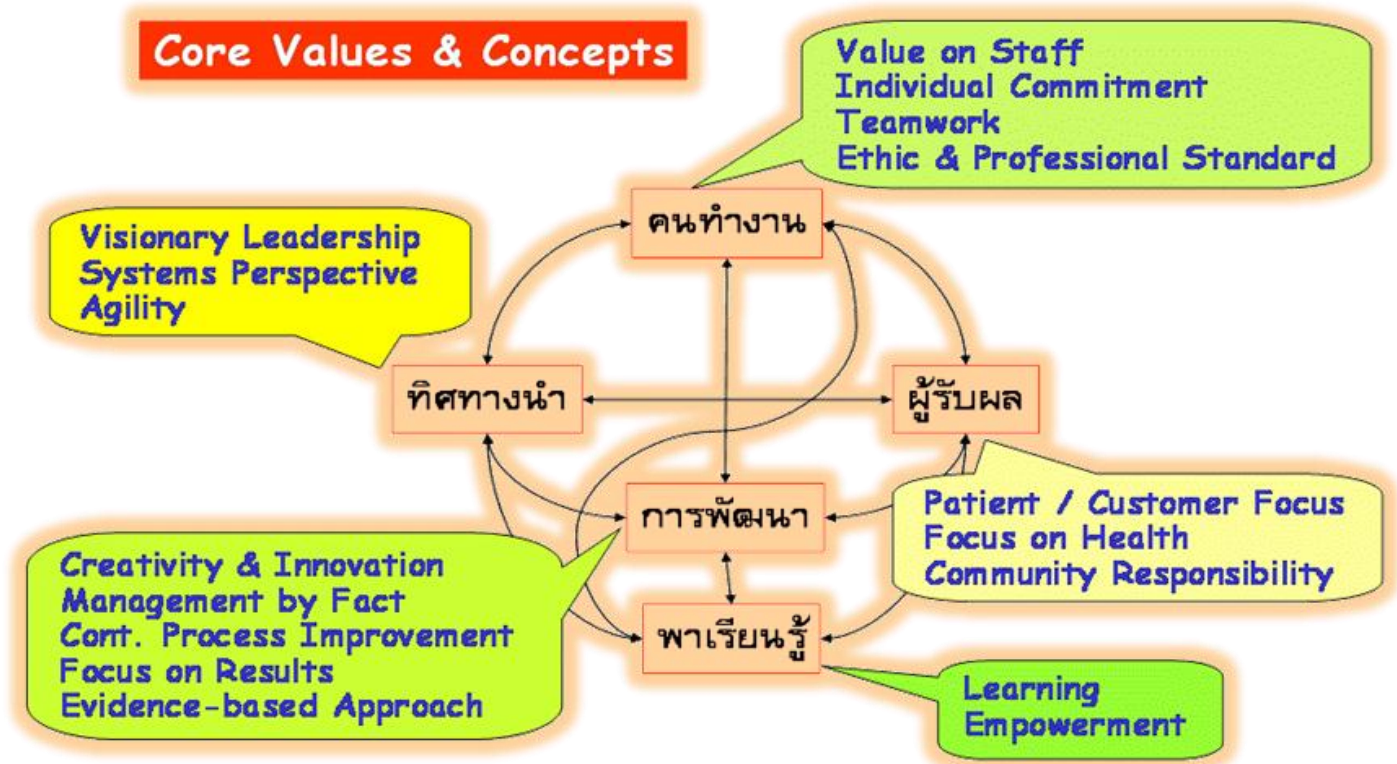 Core Values & Concepts
Value on Staff
Individual Commitment
Teamwork
Ethic & Professional Standard
คนทำงาน
Visionary Leadership
Systems Perspective
Agility
ทิศทางนำ
ผู้รับผล
Patient / Customer Focus
Focus on Health
Community Responsibility
การพัฒนา
Creativity & Innovation
Management by Fact
Cont. Process Improvement
Focus on Results
Evidence-based Approach
พาเรียนรู้
Learning
Empowerment